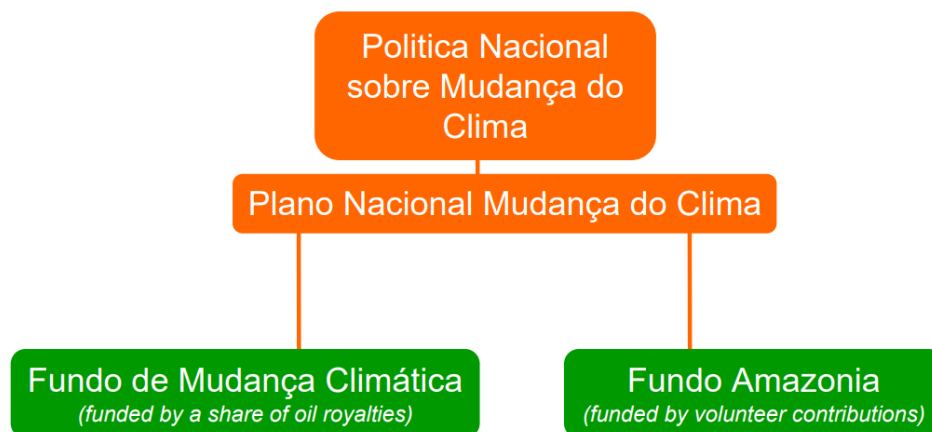 Politica Nacional
sobre Mudança do
Clima
Plano Nacional Mudança do Clima
Fundo de Mudança Climática
(funded by a share of oil royalties)
Fundo Amazonia
(funded by volunteer contributions)